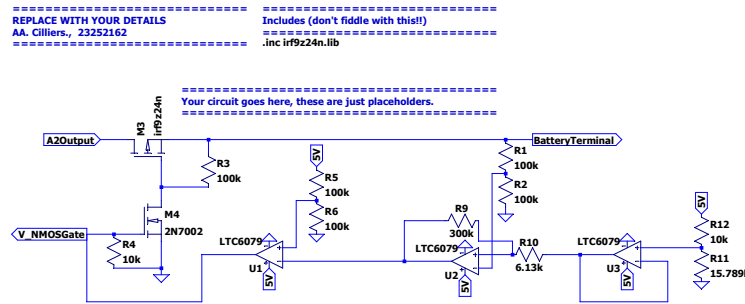 REPLACE WITH YOUR DETAILS
AA. Cilliers., 23252162
Includes (don't fiddle with this!!)
.inc irf9z24n.lib
Your circuit goes here, these are just placeholders.
A2Output
M3
irf9z24n
BatteryTerminal
R3
100k
5V
R5
100k
R6
100k
R1
100k
R2
100k
M4
2N7002
V_NMOSGate
R4
10k
LTC6079
U1
5V
R9
300k
LTC6079
U2
5V
R10
6.13k
LTC6079
U3
5V
5V
R12
10k
R11
15.789k